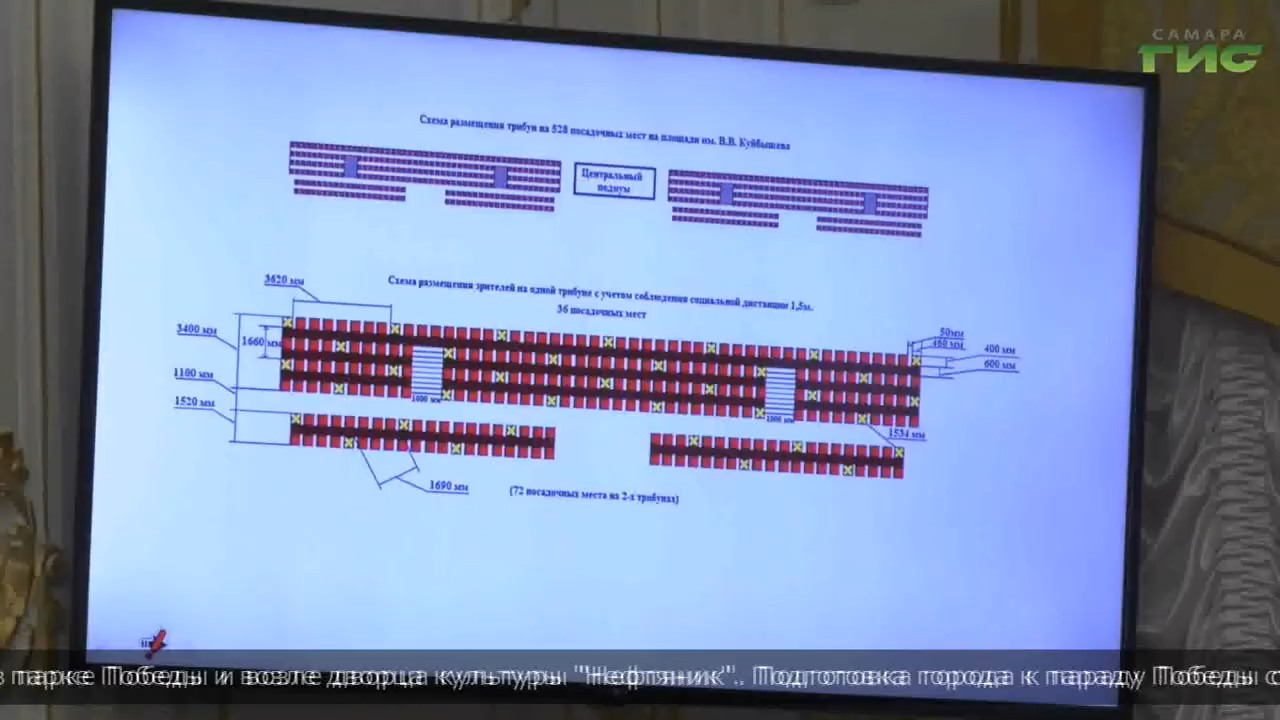 САМАРА
ГИС
Схема размещения трибун на 528 посадочных мест на площади им. В.В. Куйбышева
Центральный
подиум
3620 мм
Схема размещения зрителей на одной трибуне с учетом соблюдения социальной дистанции 1,5м.
36 посадочных мест
3400 мм
1660 мм
50мм
460 мм
400 мм
600 мм
1100 мм
1520 мм
1000 мм
1000 мм
1534 мм
1690 мм
(72 посадочных места на 2-х трибунах)
в парке Победы и возле дворца культуры "Нефтяник". Подготовка города к параду Победы